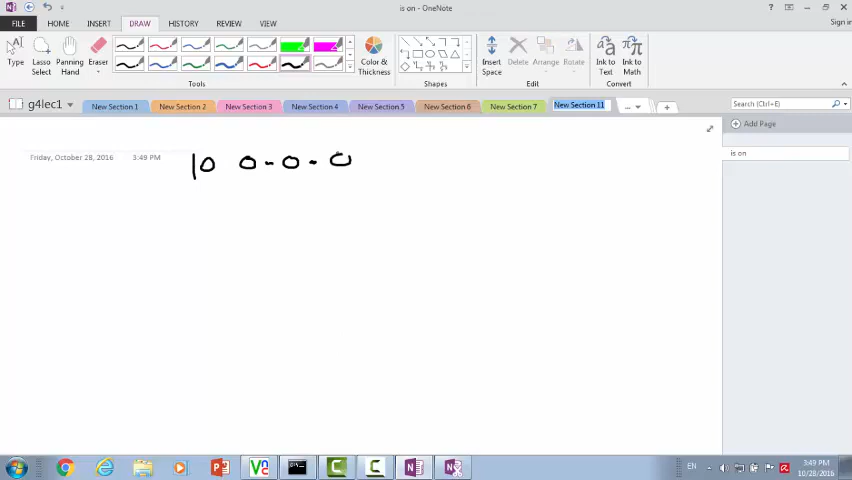 is on - OneNote
FILE HOME INSERT DRAW HISTORY REVIEW VIEW
Sign in
Type Lasso Select Panning Hand Eraser Color & Thickness Insert Space Delete Arrange Rotate Ink to Text Ink to Math
Tools Shapes Edit Convert
g4lec1 New Section 1 New Section 2 New Section 3 New Section 4 New Section 5 New Section 6 New Section 7 New Section 11 ... Search (Ctrl+E)
Add Page
Friday, October 28, 2016 3:49 PM
10 0-0-0
is on
EN 3:49 PM
10/28/2016